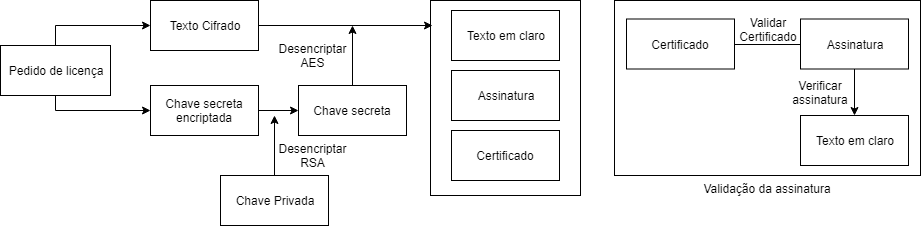 Pedido de licença
Texto Cifrado
Chave secreta
encriptada
Desencriptar
AES
Chave secreta
Desencriptar
RSA
Chave Privada
Texto em claro
Assinatura
Certificado
Certificado
Validar
Certificado
Assinatura
Verificar
assinatura
Texto em claro
Validação da assinatura